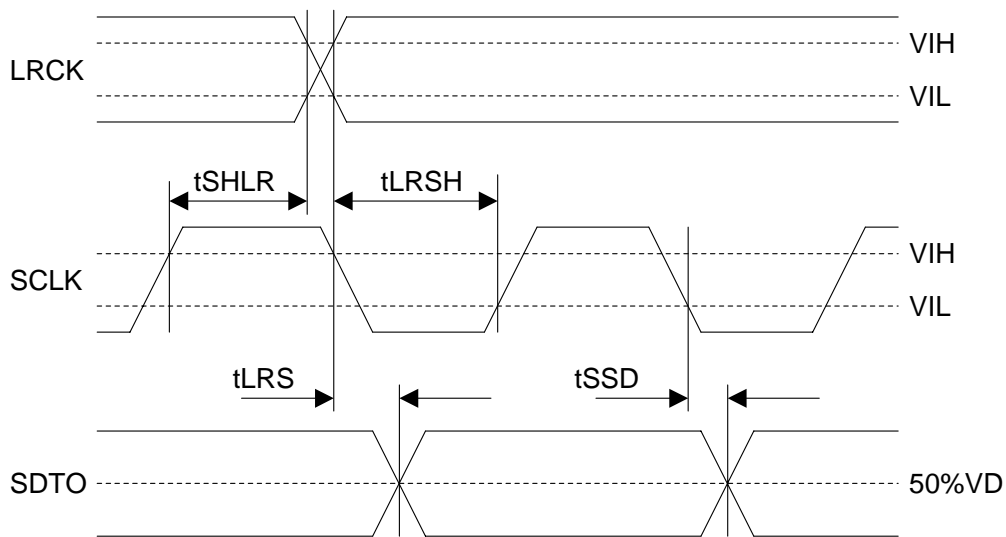 LRCK
VIH
VIL
tSHLR
tLRSH
SCLK
VIH
VIL
tLRS
tSSD
SDTO
50%VD